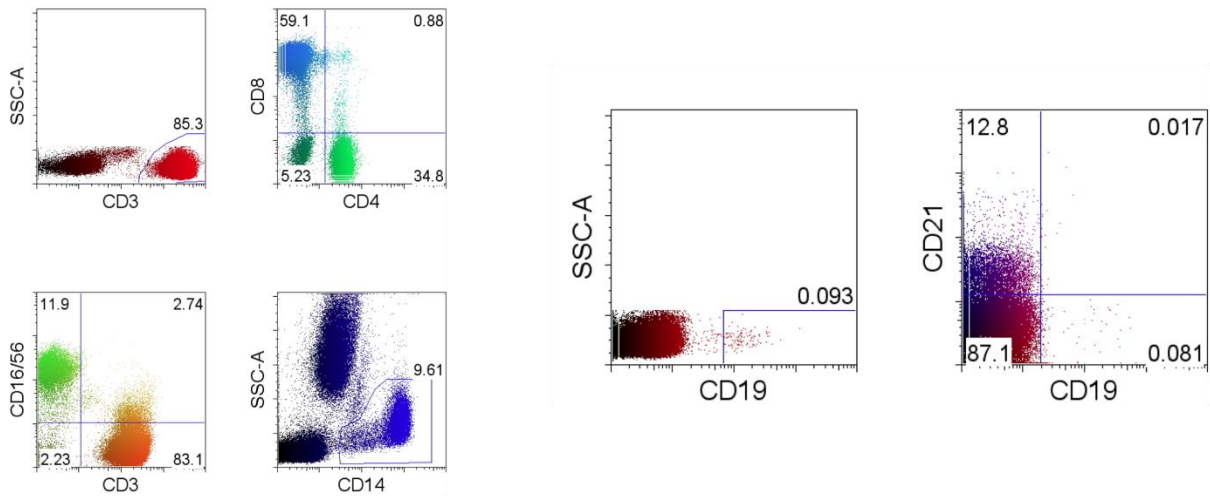 SSC-A
85.3
CD3
59.1
0.88
CD8
5.23
34.8
CD4
11.9
2.74
CD16/56
2.23
83.1
CD3
SSC-A
9.61
CD14
SSC-A
0.093
CD19
12.8
0.017
CD21
87.1
0.081
CD19